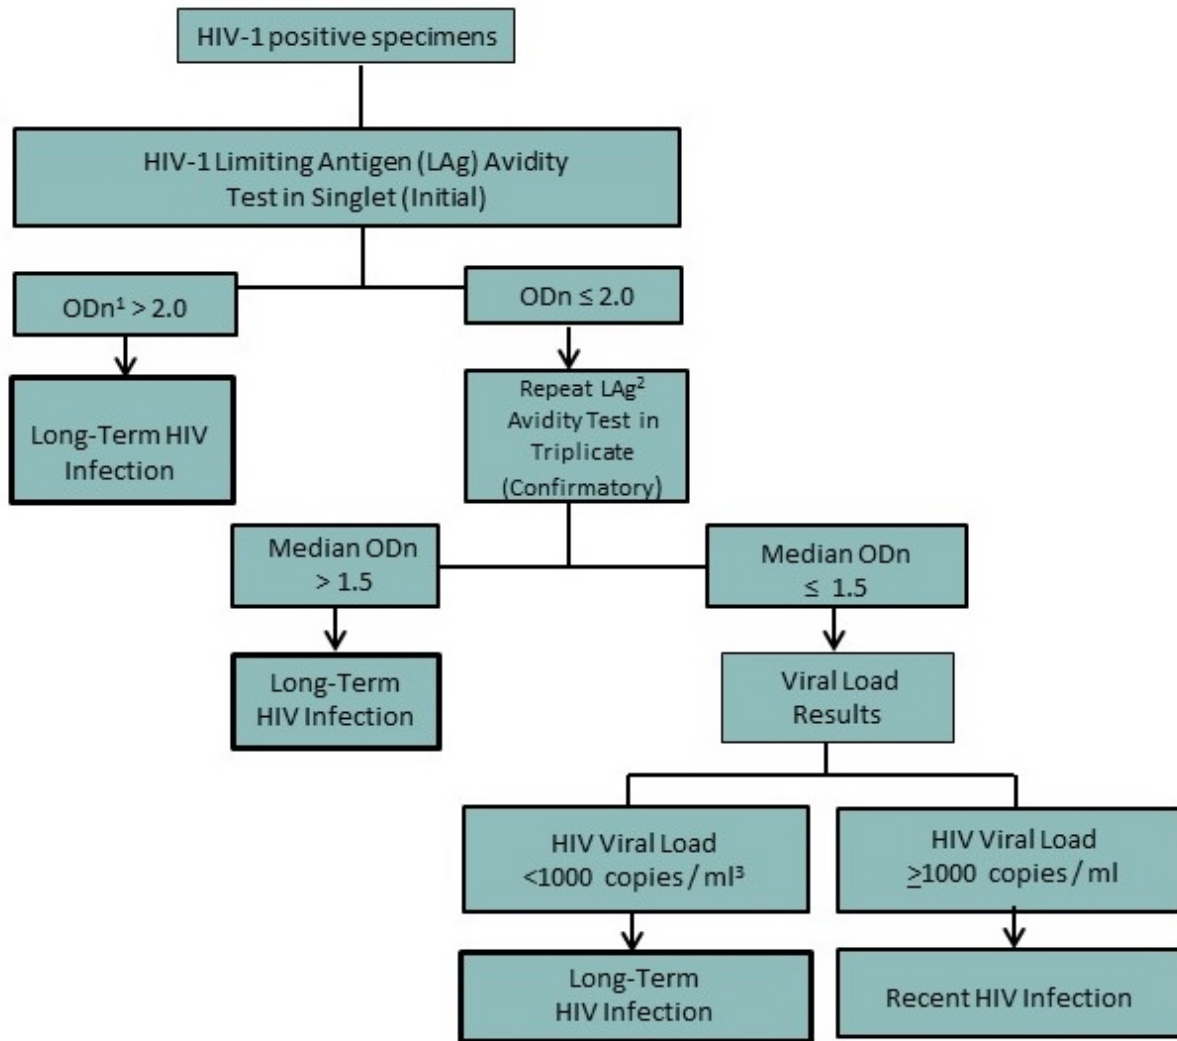 HIV-1 positive specimens
HIV-1 Limiting Antigen (LAg) Avidity
Test in Singlet (Initial)
ODn¹ > 2.0
ODn ≤ 2.0
Long-Term HIV
Infection
Repeat LAg²
Avidity Test in
Triplicate
(Confirmatory)
Median ODn
> 1.5
Median ODn
≤ 1.5
Long-Term
HIV Infection
Viral Load
Results
HIV Viral Load
<1000 copies / ml³
HIV Viral Load
≥1000 copies / ml
Long-Term
HIV Infection
Recent HIV Infection